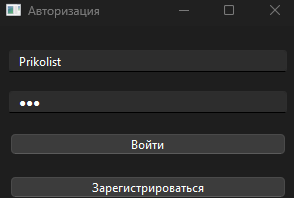 Авторизация
Prikolist
●●●
Войти
Зарегистрироваться